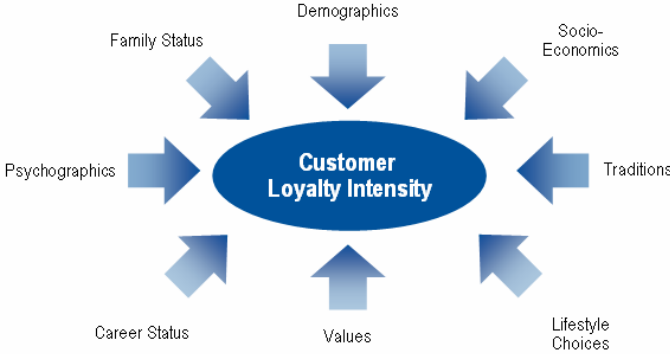 Demographics
Family Status
Socio-
Economics
Psychographics
Customer
Loyalty Intensity
Traditions
Career Status
Values
Lifestyle
Choices